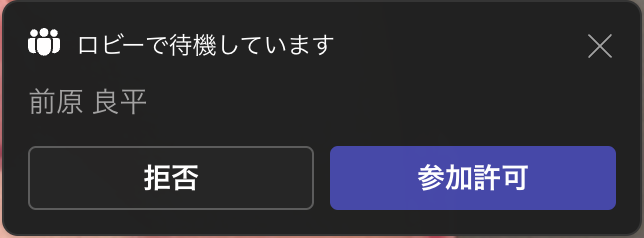 ロビーで待機しています
前原 良平
拒否
参加許可